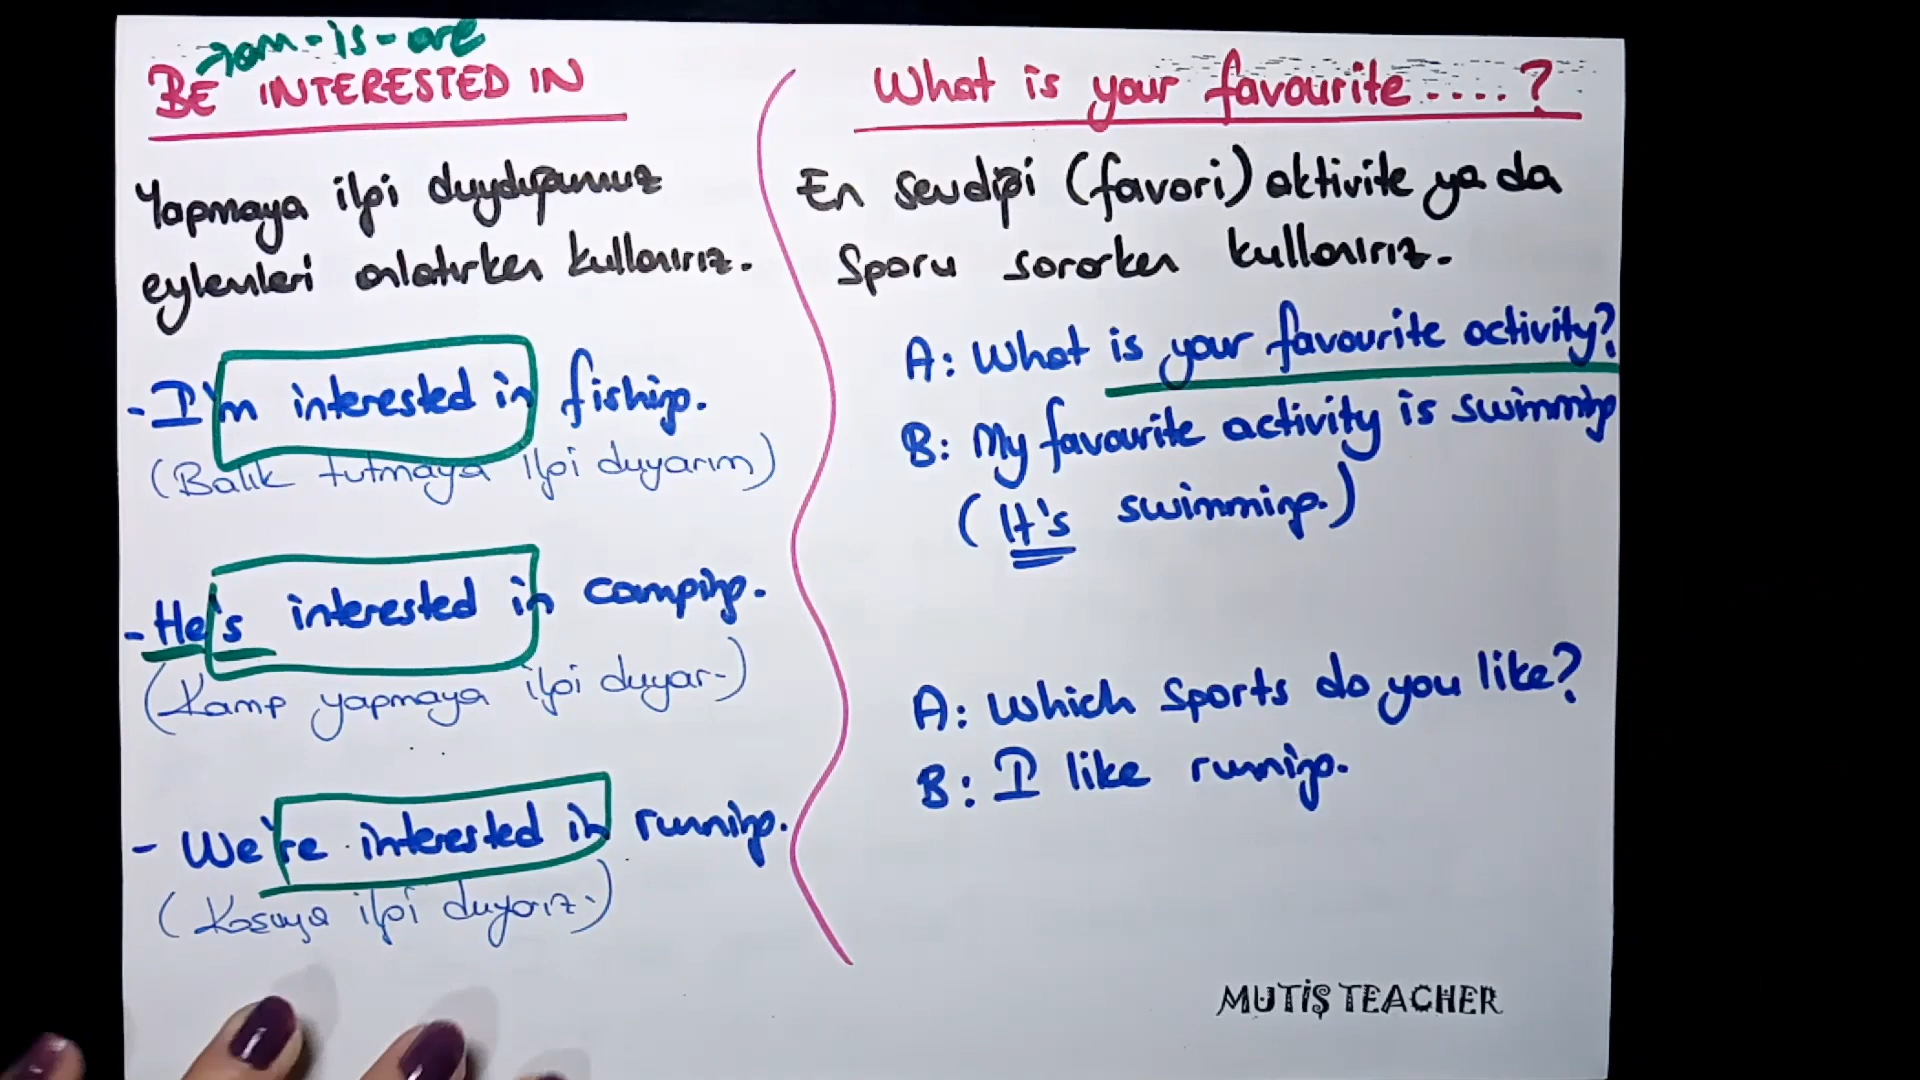 →am-is-are
BE INTERESTED IN
Yapmaya ilgi duyduğumuz
eylemleri anlatırken kullanırız.
- I'm interested in fishing.
(Balık tutmaya ilgi duyarım)
- He's interested in camping.
(Kamp yapmaya ilgi duyar.)
- We're interested in running.
(Koşuya ilgi duyarız.)
What is your favourite ....?
En sevdiği (favori) aktivite ya da
Sporu sorarken kullanırız.
A: What is your favourite activity?
B: My favourite activity is swimming
(It's swimming.)
A: Which sports do you like?
B: I like running.
MUTİŞ TEACHER